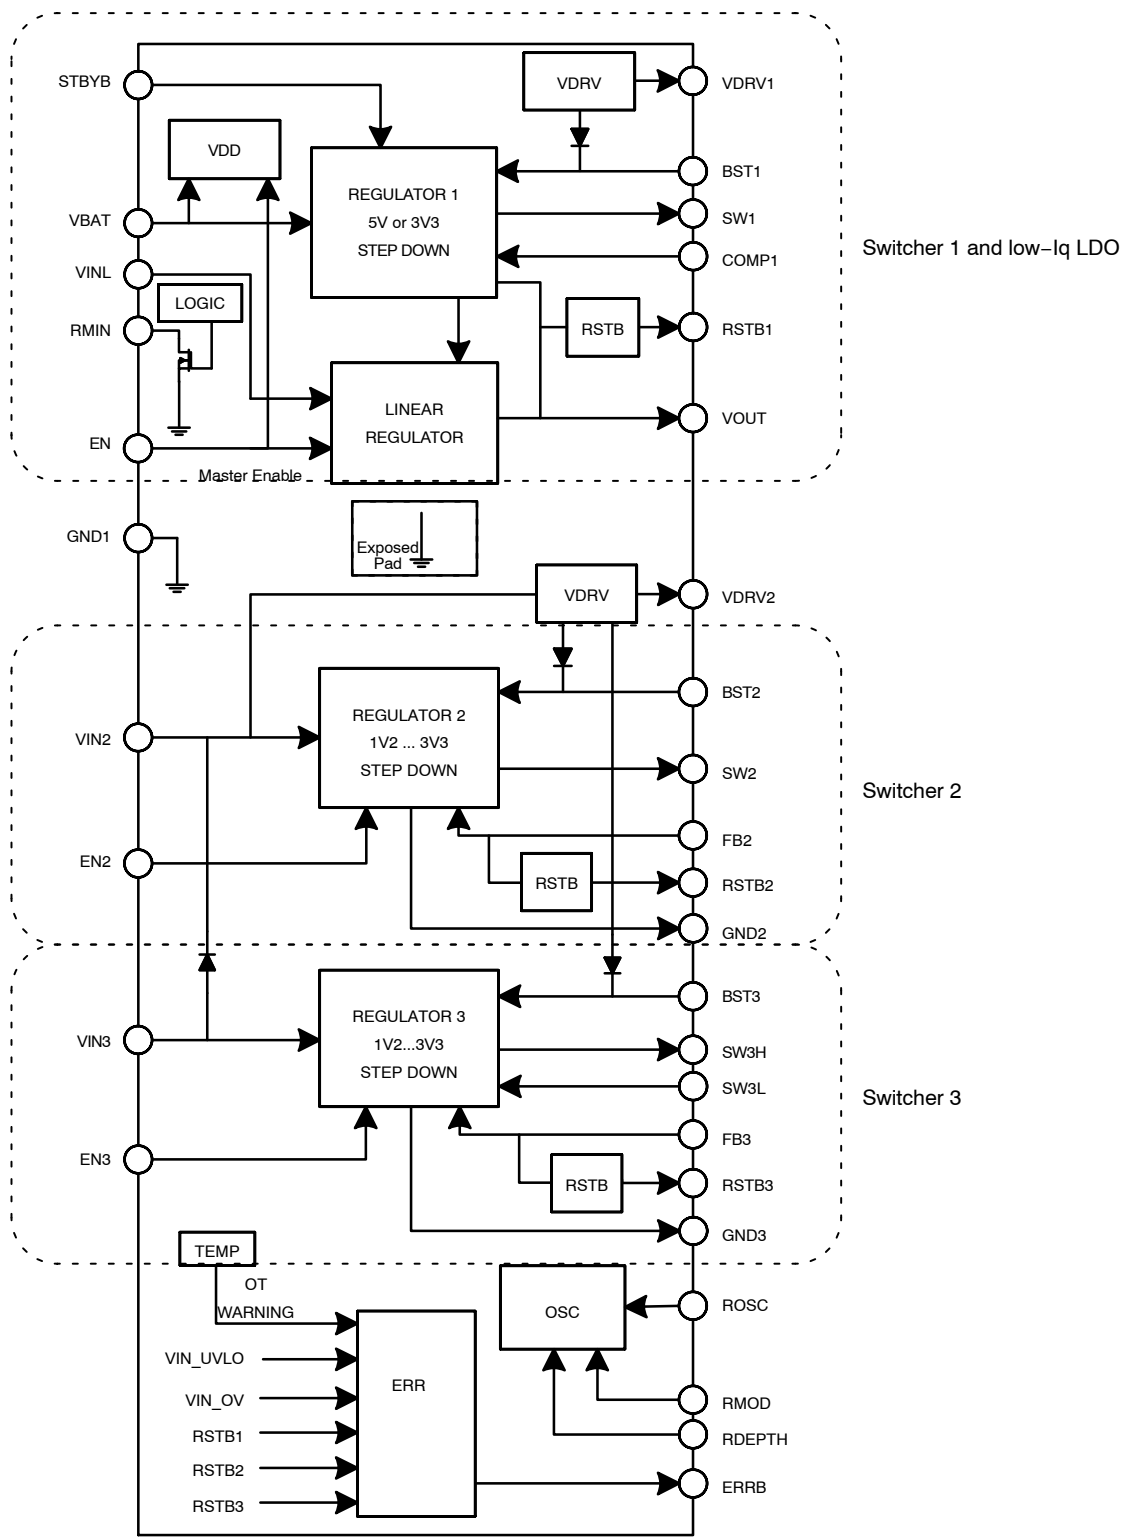 STBYB
VDRV
VDRV1
VDD
BST1
REGULATOR 1
5V or 3V3
STEP DOWN
VBAT
SW1
Switcher 1 and low−Iq LDO
COMP1
VINL
LOGIC
RMIN
RSTB
RSTB1
LINEAR
REGULATOR
VOUT
EN
Master Enable
GND1
Exposed
Pad
VDRV
VDRV2
BST2
REGULATOR 2
1V2 ... 3V3
STEP DOWN
VIN2
SW2
Switcher 2
FB2
EN2
RSTB
RSTB2
GND2
BST3
REGULATOR 3
1V2...3V3
STEP DOWN
VIN3
SW3H
SW3L
Switcher 3
FB3
EN3
RSTB
RSTB3
GND3
TEMP
OT
WARNING
OSC
ROSC
VIN_UVLO
ERR
VIN_OV
RMOD
RSTB1
RDEPTH
RSTB2
ERRB
RSTB3